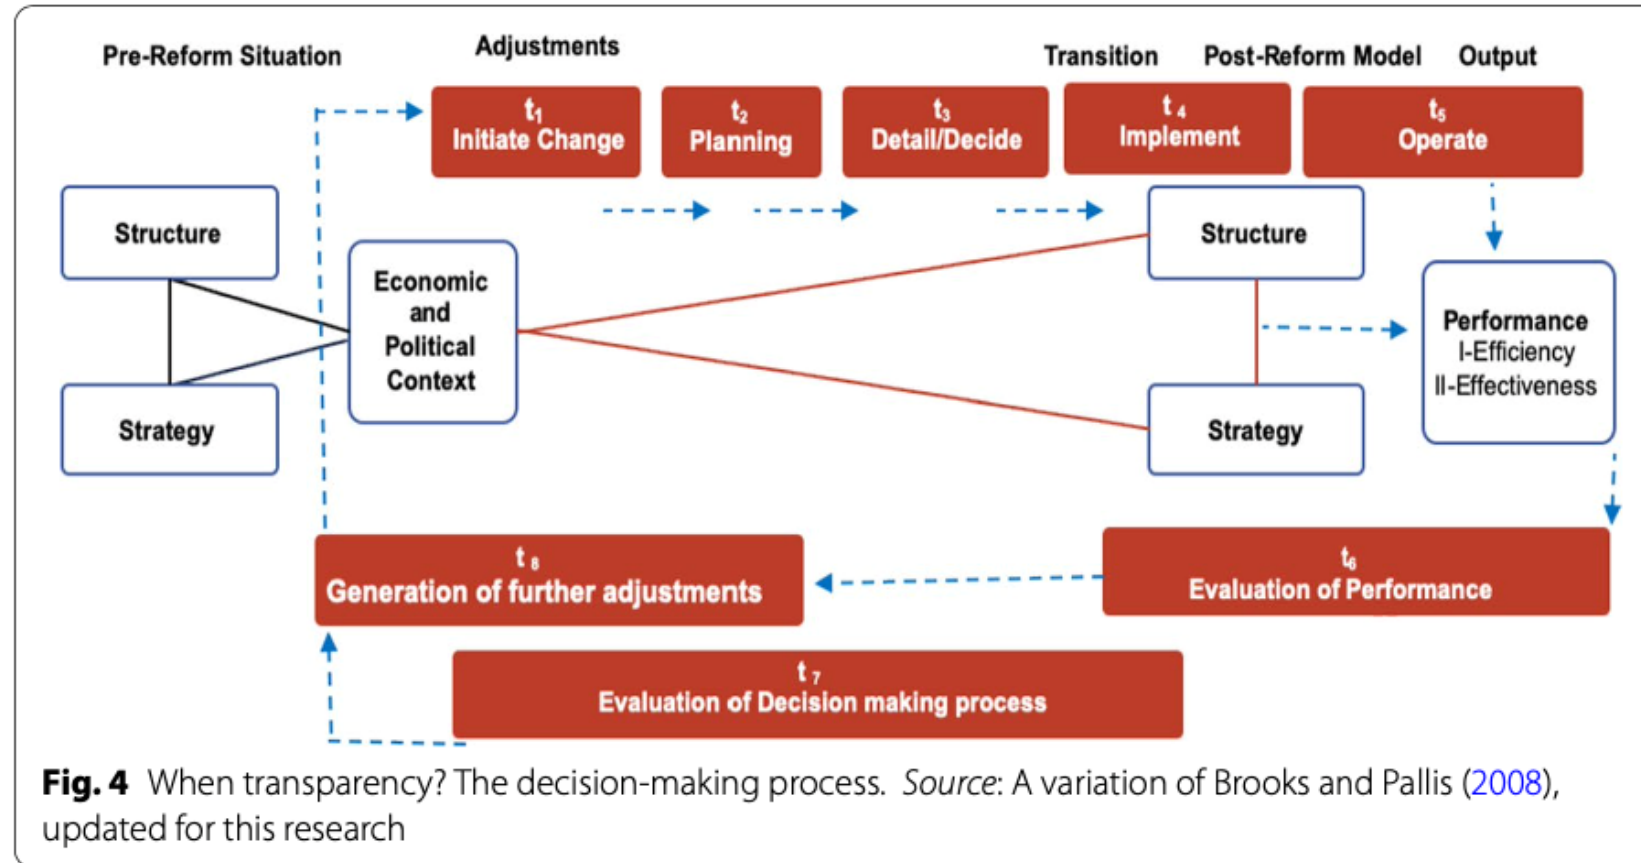 Pre-Reform Situation
Adjustments
Transition
Post-Reform Model
Output
t1
Initiate Change
t2
Planning
t3
Detail/Decide
t 4
Implement
t5
Operate
Structure
Strategy
Economic
and
Political
Context
Structure
Strategy
Performance
I-Efficiency
II-Effectiveness
t6
Evaluation of Performance
t 8
Generation of further adjustments
t 7
Evaluation of Decision making process
Fig. 4 When transparency? The decision-making process. Source: A variation of Brooks and Pallis (2008),
updated for this research